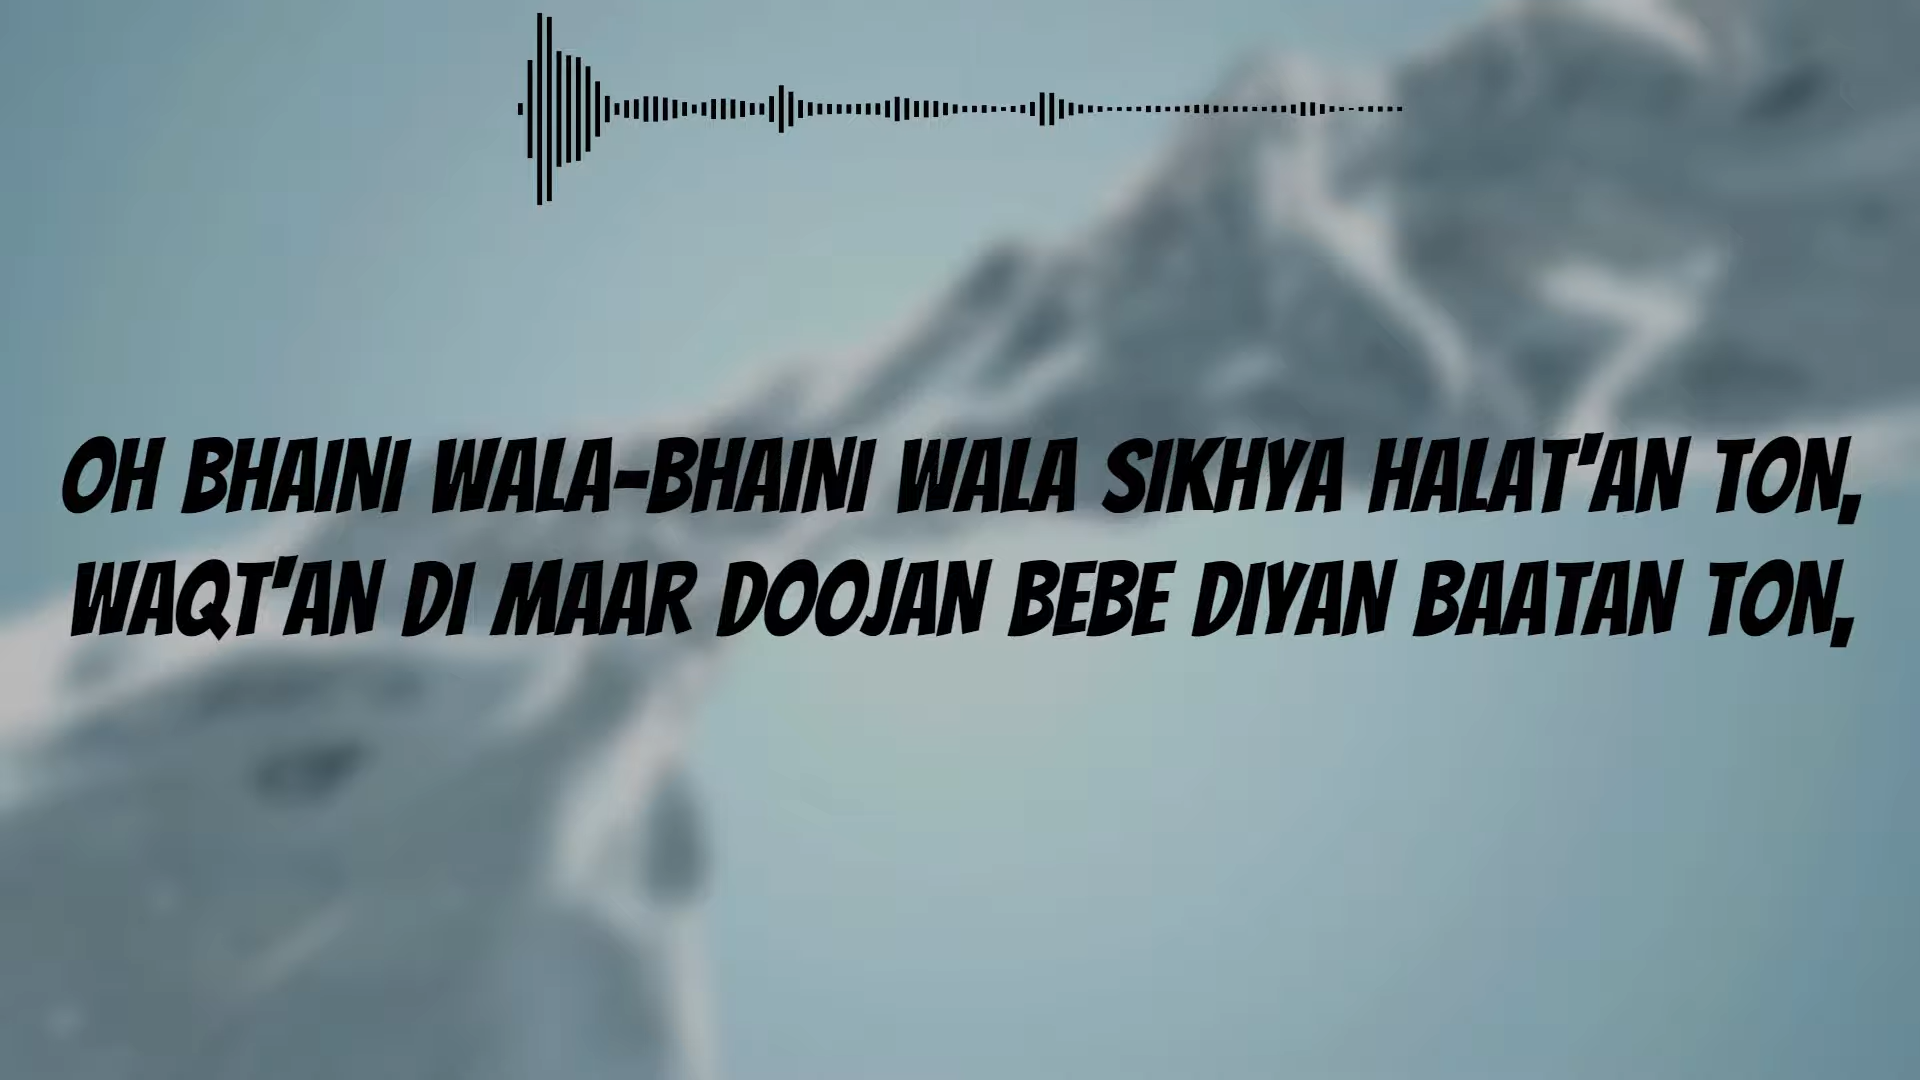 OH BHAINI WALA-BHAINI WALA SIKHYA HALAT'AN TON,
WAQT'AN DI MAAR DOOJAN BEBE DIYAN BAATAN TON,